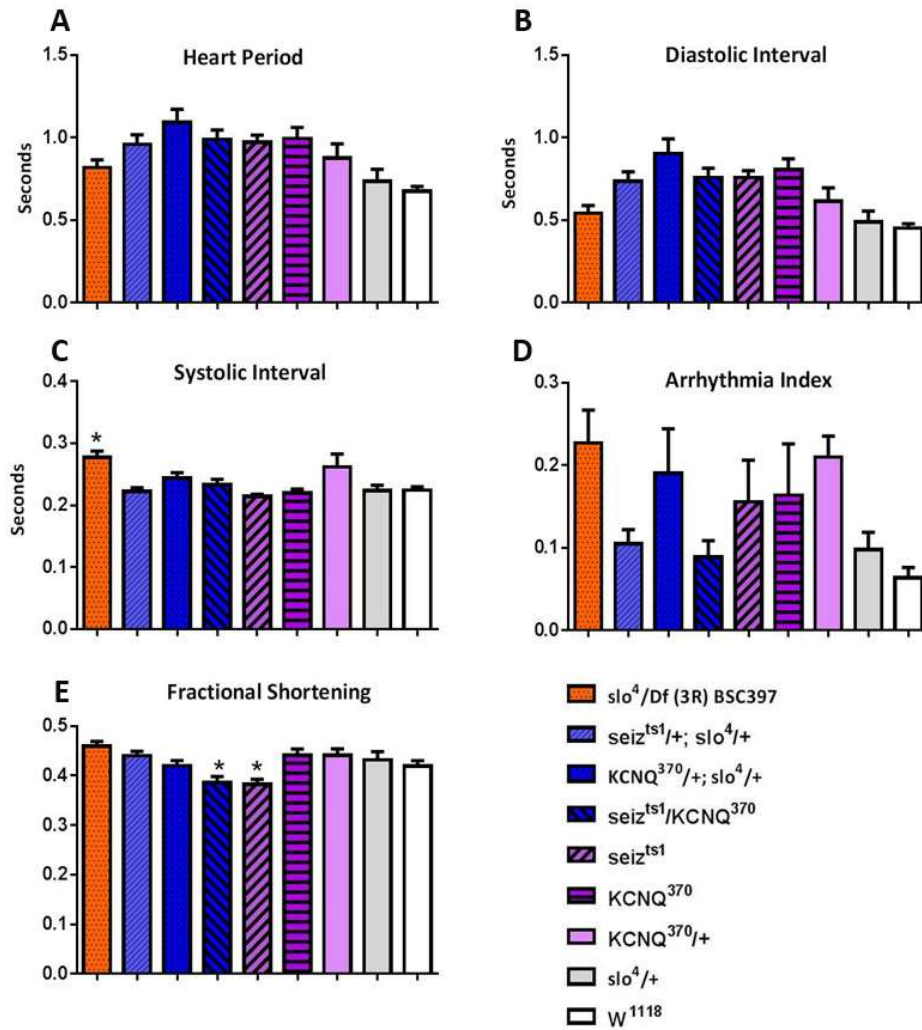 A
Heart Period
Seconds
1.5
1.0
0.5
0.0
B
Diastolic Interval
Seconds
1.5
1.0
0.5
0.0
C
Systolic Interval
Seconds
0.4
0.3
0.2
0.1
0.0
*
D
Arrhythmia Index
0.3
0.2
0.1
0.0
E
Fractional Shortening
0.5
0.4
0.3
0.2
0.1
0.0
* *
slo⁴/Df (3R) BSC397
seizᵗˢ¹/+; slo⁴/+
KCNQ³⁷⁰/+; slo⁴/+
seizᵗˢ¹/KCNQ³⁷⁰
seizᵗˢ¹
KCNQ³⁷⁰
KCNQ³⁷⁰/+
slo⁴/+
W¹¹¹⁸